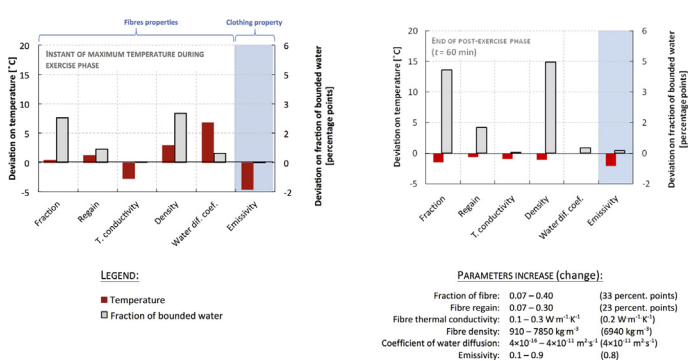 Fibres properties
Clothing property
INSTANT OF MAXIMUM TEMPERATURE DURING
EXERCISE PHASE
Deviation on temperature [˚C]
20
15
10
5
0
-5
6
5
3
2
0
-2
Deviation on fraction of bounded water
[percentage points]
Fraction
Regain
T. conductivity
Density
Water dif. coef.
Emissivity
END OF POST-EXERCISE PHASE
(t = 60 min)
Deviation on temperature [˚C]
20
15
10
5
0
-5
6
5
3
2
0
-2
Deviation on fraction of bounded water
[percentage points]
Fraction
Regain
T. conductivity
Density
Water dif. coef.
Emissivity
LEGEND:
Temperature
Fraction of bounded water
PARAMETERS INCREASE (change):
Fraction of fibre: 0.07 – 0.40 (33 percent. points)
Fibre regain: 0.07 – 0.30 (23 percent. points)
Fibre thermal conductivity: 0.1 – 0.3 W m⁻¹ K⁻¹ (0.2 W m⁻¹ K⁻¹)
Fibre density: 910 – 7850 kg m⁻³ (6940 kg m⁻³)
Coefficient of water diffusion: 4×10⁻¹⁶ – 4×10⁻¹¹ m² s⁻¹ (4×10⁻¹¹ m² s⁻¹)
Emissivity: 0.1 – 0.9 (0.8)